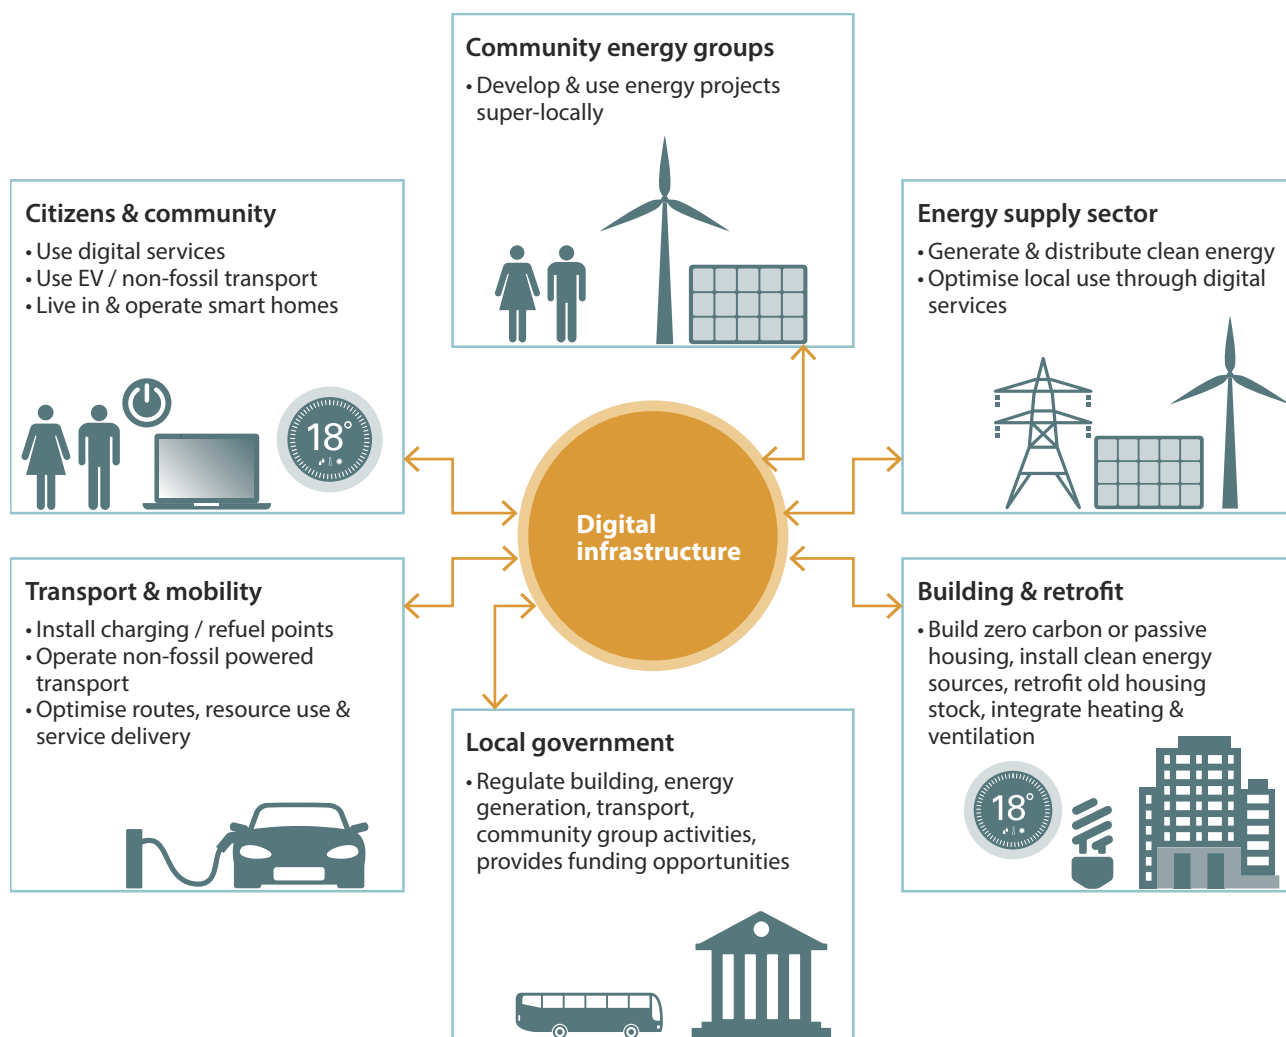 Community energy groups
• Develop & use energy projects
super-locally
Citizens & community
• Use digital services
• Use EV / non-fossil transport
• Live in & operate smart homes
18°
Energy supply sector
• Generate & distribute clean energy
• Optimise local use through digital
services
Digital
infrastructure
Transport & mobility
• Install charging / refuel points
• Operate non-fossil powered
transport
• Optimise routes, resource use &
service delivery
Local government
• Regulate building, energy
generation, transport,
community group activities,
provides funding opportunities
Building & retrofit
• Build zero carbon or passive
housing, install clean energy
sources, retrofit old housing
stock, integrate heating &
ventilation
18°